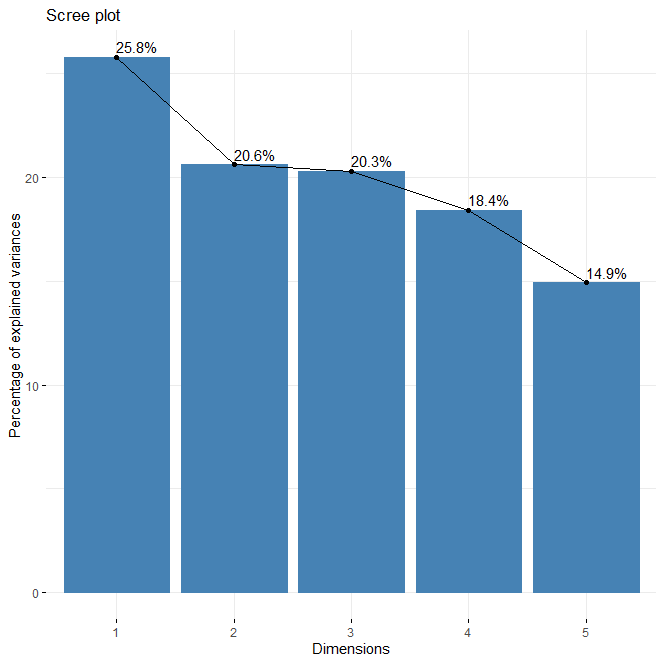 Scree plot
25.8%
20.6%
20.3%
18.4%
14.9%
20
10
0
Percentage of explained variances
1 2 3 4 5
Dimensions